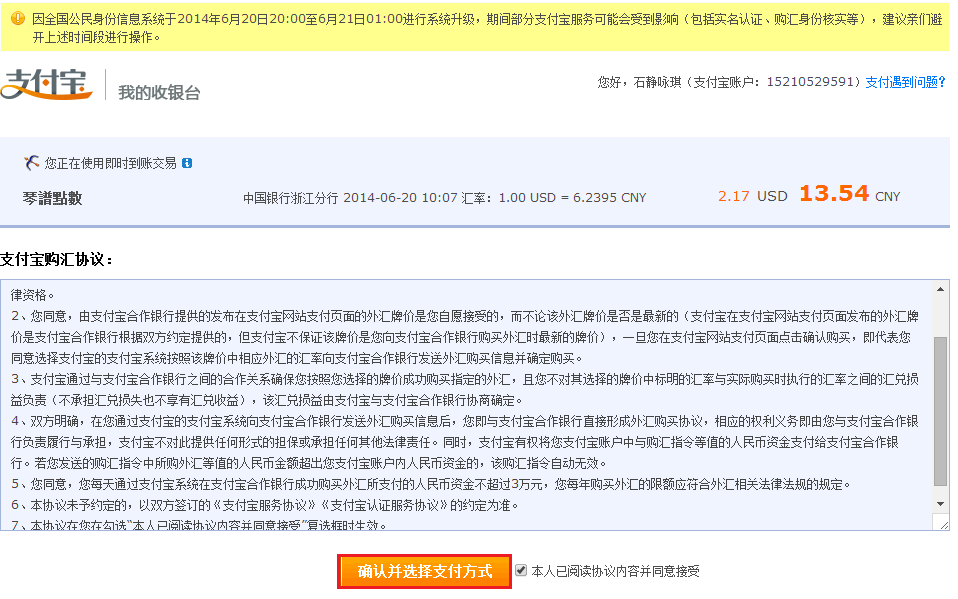 因全国公民身份信息系统于2014年6月20日20:00至6月21日01:00进行系统升级，期间部分支付宝服务可能会受到影响（包括实名认证、购汇身份核实等），建议亲们避
开上述时间段进行操作。
支付宝 我的收银台
您好，石静咏琪（支付宝账户：15210529591）支付遇到问题?
您正在使用即时到账交易
琴譜點數 中国银行浙江分行 2014-06-20 10:07 汇率：1.00 USD = 6.2395 CNY 2.17 USD 13.54 CNY
支付宝购汇协议：
律资格。
2、您同意，由支付宝合作银行提供的发布在支付宝网站支付页面的外汇牌价是您自愿接受的，而不论该外汇牌价是否是最新的（支付宝在支付宝网站支付页面发布的外汇牌
价是支付宝合作银行根据双方约定提供的，但支付宝不保证该牌价是您向支付宝合作银行购买外汇时最新的牌价），一旦您在支付宝网站支付页面点击确认购买，即代表您
同意选择支付宝的支付宝系统按照该牌价中相应外汇的汇率向支付宝合作银行发送外汇购买信息并确定购买。
3、支付宝通过与支付宝合作银行之间的合作关系确保您按照您选择的牌价成功购买指定的外汇，且您不对其选择的牌价中标明的汇率与实际购买时执行的汇率之间的汇兑损
益负责（不承担汇兑损失也不享有汇兑收益），该汇兑损益由支付宝与支付宝合作银行协商确定。
4、双方明确，在您通过支付宝的支付宝系统向支付宝合作银行发送外汇购买信息后，您即与支付宝合作银行直接形成外汇购买协议，相应的权利义务即由您与支付宝合作银
行负责履行与承担，支付宝不对此提供任何形式的担保或承担任何其他法律责任。同时，支付宝有权将您支付宝账户中与购汇指令等值的人民币资金支付给支付宝合作银
行。若您发送的购汇指令中所购外汇等值的人民币金额超出您支付宝账户内人民币资金的，该购汇指令自动无效。
5、您同意，您每天通过支付宝系统在支付宝合作银行成功购买外汇所支付的人民币资金不超过3万元，您每年购买外汇的限额应符合外汇相关法律法规的规定。
6、本协议未予约定的，以双方签订的《支付宝服务协议》《支付宝认证服务协议》的约定为准。
7、本协议在您在勾选“本人已阅读协议内容并同意接受”复选框时生效。
确认并选择支付方式 本人已阅读协议内容并同意接受